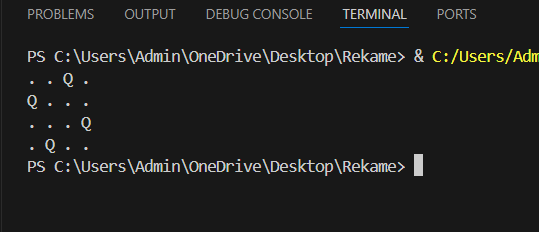 PROBLEMS OUTPUT DEBUG CONSOLE TERMINAL PORTS
PS C:\Users\Admin\OneDrive\Desktop\Rekame> & C:/Users/Adm
. . Q .
Q . . .
. . . Q
. Q . .
PS C:\Users\Admin\OneDrive\Desktop\Rekame>